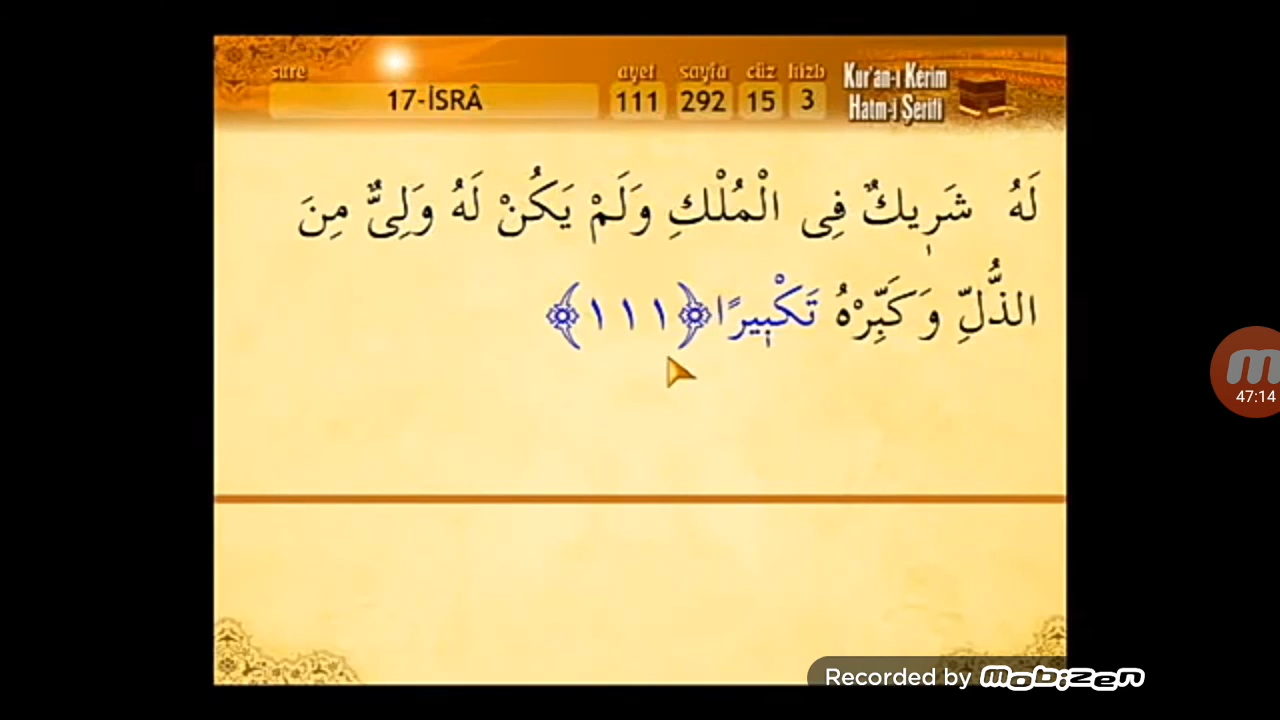 sure ayet sayfa cüz hizb
17-İSRÂ 111 292 15 3
Kur'an-ı Kerim
Hatm-i Şerifi
لَهُ شَرٖيكٌ فِى الْمُلْكِ وَلَمْ يَكُنْ لَهُ وَلِىٌّ مِنَ
الذُّلِّ وَكَبِّرْهُ تَكْبٖيرًا ﴿١١١﴾
m
47:14
Recorded by mobizen